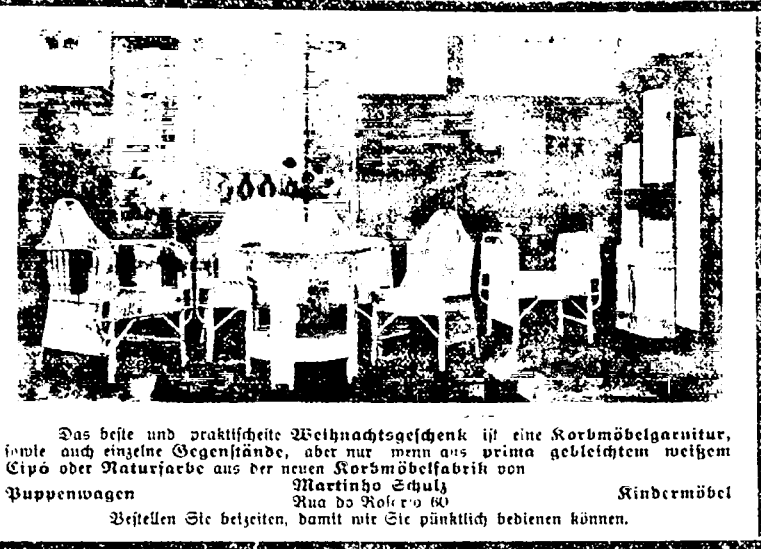 Das beste und praktischeste Weihnachtsgeschenk ist eine Korbmöbelgarnitur,
sowie auch einzelne Gegenstände, aber nur wenn aus prima gebleichtem weißem
Cipó oder Naturfarbe aus der neuen Korbmöbelfabrik von
Martinho Schulz
Puppenwagen Rua do Rosario 60 Kindermöbel
Bestellen Sie beizeiten, damit wir Sie pünktlich bedienen können.